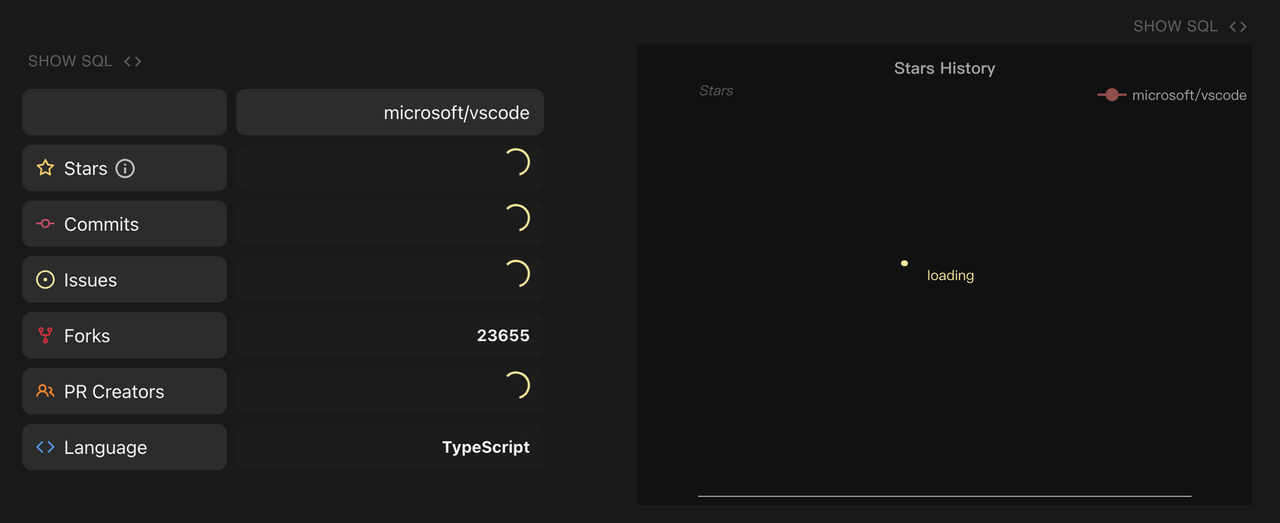 SHOW SQL <>
microsoft/vscode
Stars
Commits
Issues
Forks 23655
PR Creators
Language TypeScript
SHOW SQL <>
Stars History
Stars
microsoft/vscode
loading